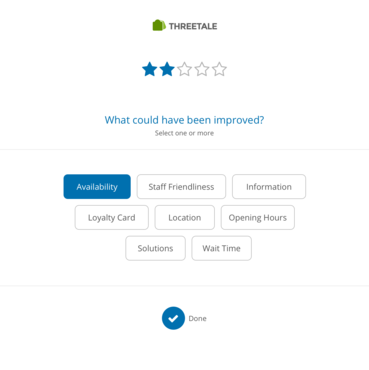 THREETALE
What could have been improved?
Select one or more
Availability Staff Friendliness Information
Loyalty Card Location Opening Hours
Solutions Wait Time
Done